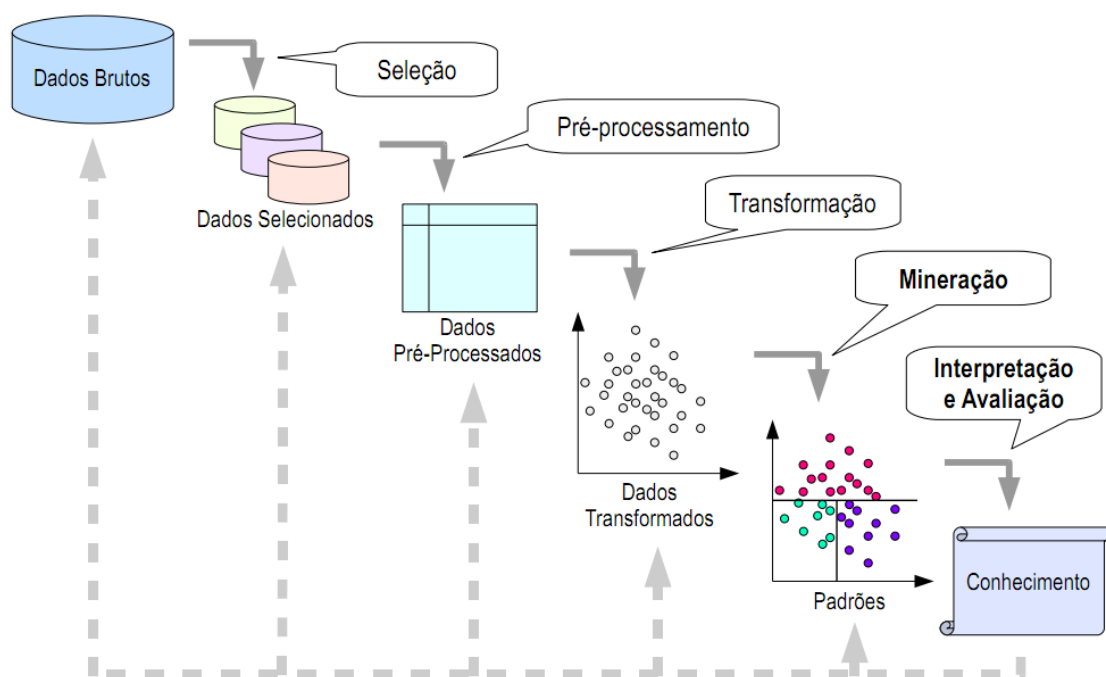 Dados Brutos
Seleção
Dados Selecionados
Pré-processamento
Dados
Pré-Processados
Transformação
Dados
Transformados
Mineração
Padrões
Interpretação
e Avaliação
Conhecimento